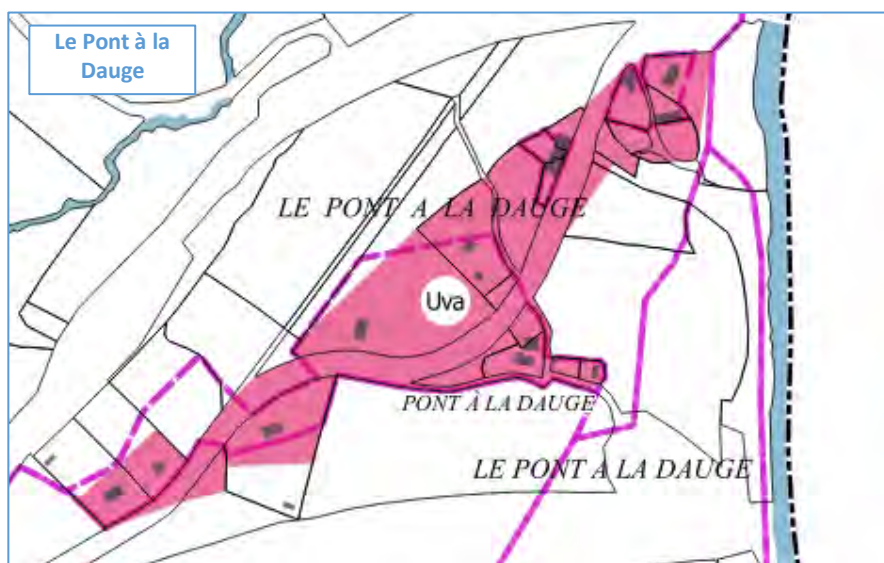 Le Pont à la
Dauge
LE PONT A LA DAUGE
Uva
PONT À LA DAUGE
LE PONT A LA DAUGE